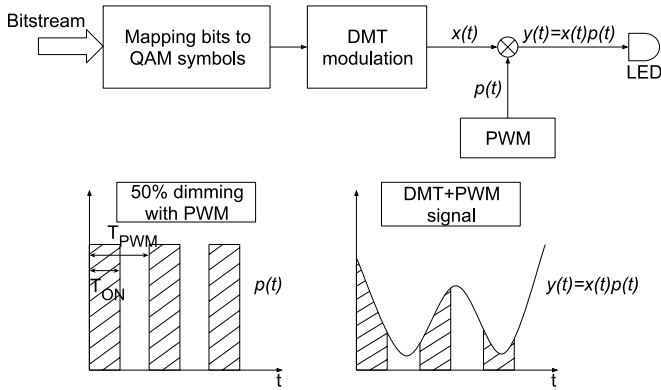 Bitstream
Mapping bits to
QAM symbols
DMT
modulation
x(t)
y(t)=x(t)p(t)
LED
p(t)
PWM
50% dimming
with PWM
T_PWM
T_ON
p(t)
t
DMT+PWM
signal
y(t)=x(t)p(t)
t